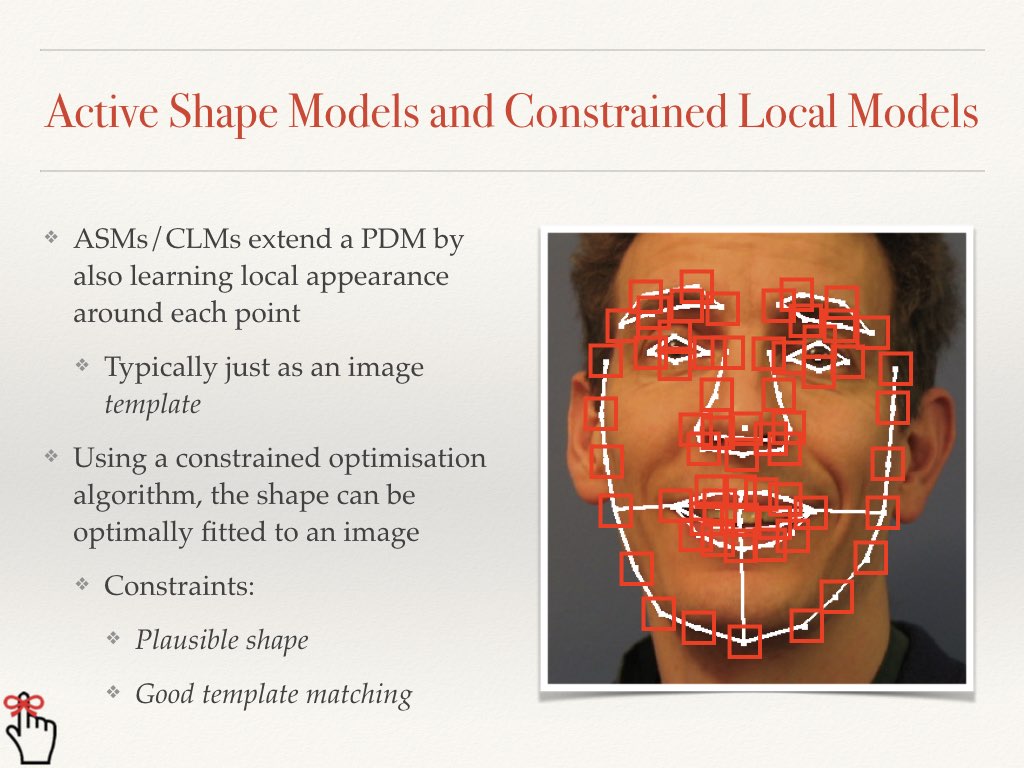 Active Shape Models and Constrained Local Models
ASMs/CLMs extend a PDM by
also learning local appearance
around each point
Typically just as an image
template
Using a constrained optimisation
algorithm, the shape can be
optimally fitted to an image
Constraints:
Plausible shape
Good template matching